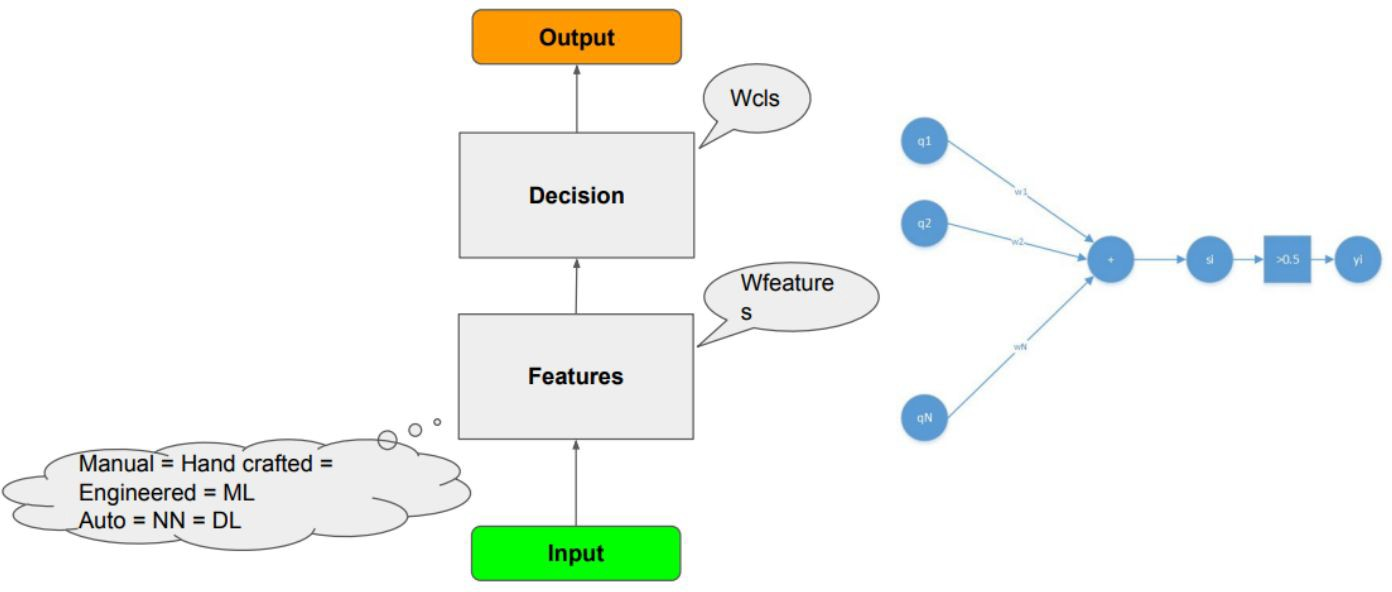 Output
Wcls
Decision
Wfeature
s
Features
Manual = Hand crafted =
Engineered = ML
Auto = NN = DL
Input
q1
w1
q2
w2
+
si
>0.5
yi
wN
qN